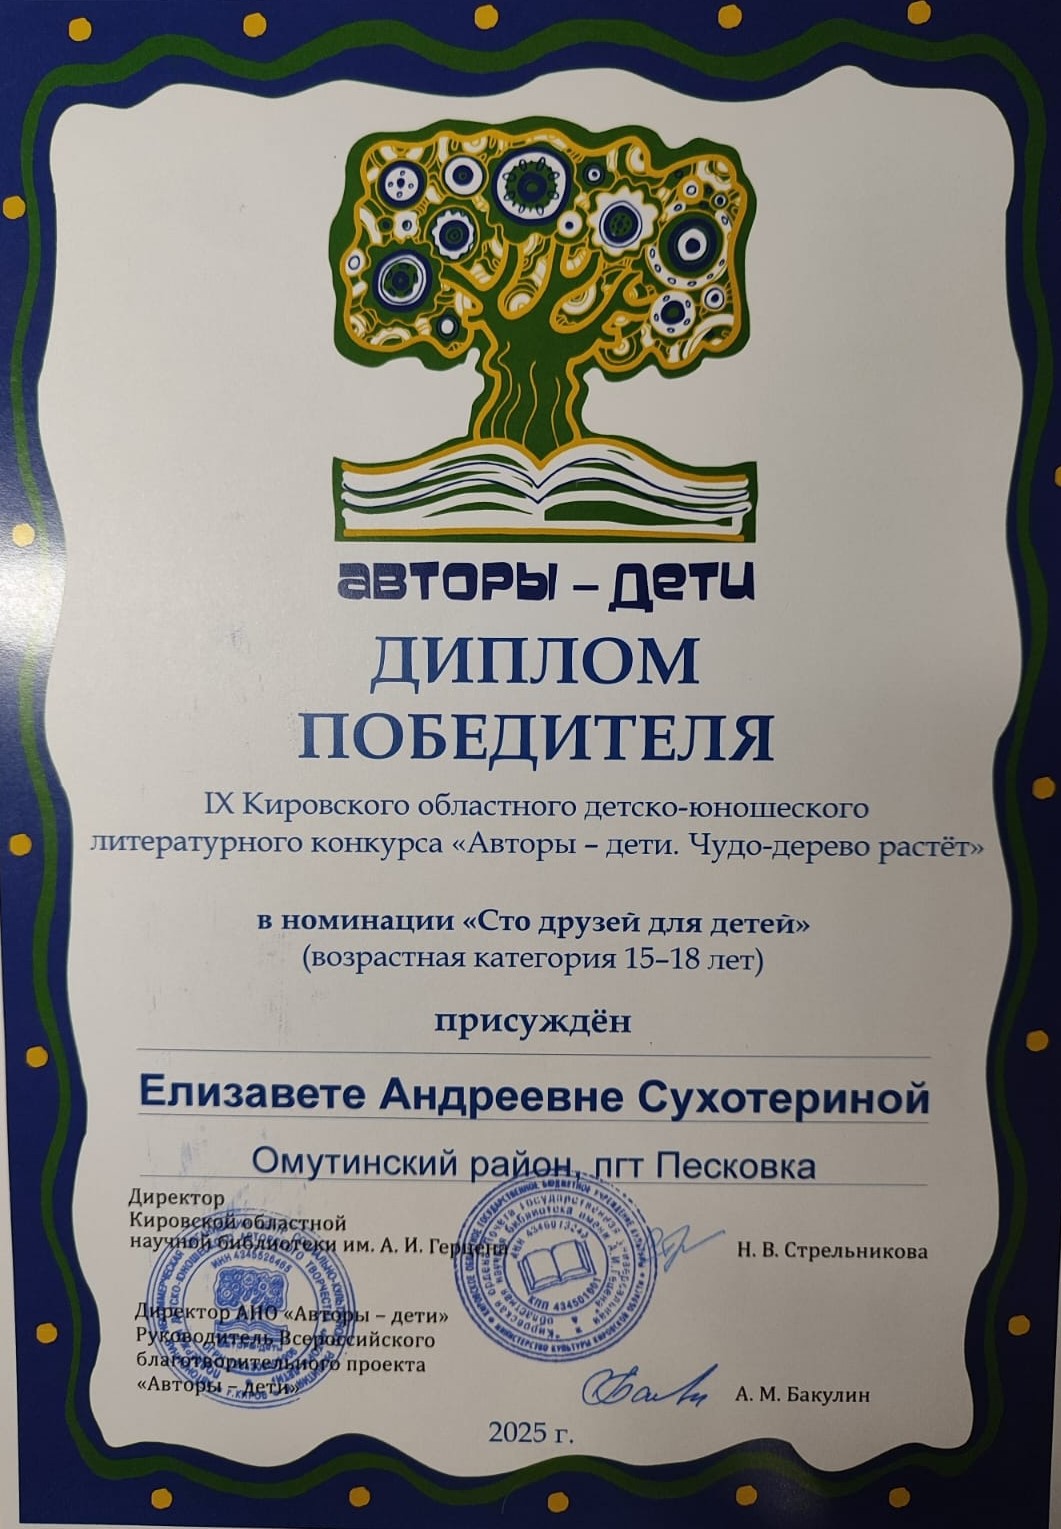 авторы – дети
ДИПЛОМ
ПОБЕДИТЕЛЯ
IX Кировского областного детско-юношеского
литературного конкурса «Авторы – дети. Чудо-дерево растёт»
в номинации «Сто друзей для детей»
(возрастная категория 15–18 лет)
присуждён
Елизавете Андреевне Сухотериной
Омутинский район, пгт Песковка
Директор
Кировской областной
научной библиотеки им. А. И. Герцена
Н. В. Стрельникова
Директор АНО «Авторы – дети»
Руководитель Всероссийского
благотворительного проекта
«Авторы – дети»
А. М. Бакулин
2025 г.